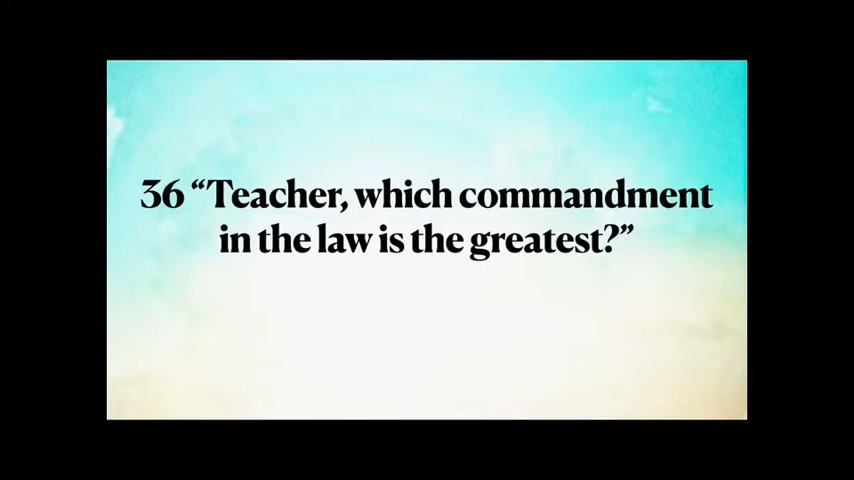 36 “Teacher, which commandment
in the law is the greatest?”